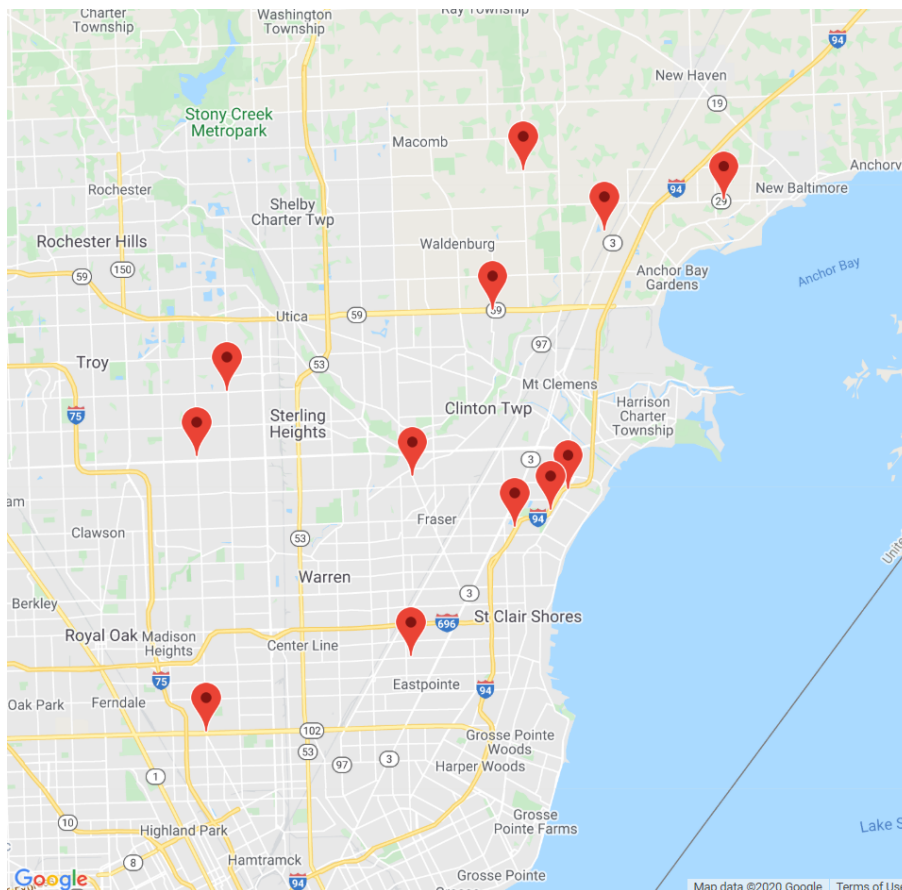 Charter
Township
Washington
Township
Ray Township
94
New Haven
19
Stony Creek
Metropark
Macomb
Rochester
94
29
New Baltimore
Anchorv
Shelby
Charter Twp
Rochester Hills
Waldenburg
3
150
59
Anchor Bay
Gardens
Anchor Bay
59
Utica
59
97
Troy
53
Mt Clemens
75
Sterling
Heights
Clinton Twp
Harrison
Charter
Township
3
am
Clawson
Fraser
94
53
Unite
Warren
Berkley
3
Royal Oak
Madison
Heights
St Clair Shores
696
Center Line
75
Eastpointe
94
Oak Park
Ferndale
102
53
Grosse Pointe
Woods
97
3
Harper Woods
1
10
Highland Park
Grosse
Pointe Farms
Lake S
8
Hamtramck
94
Grosse Pointe
Google
Map data ©2020 Google
Terms of Us